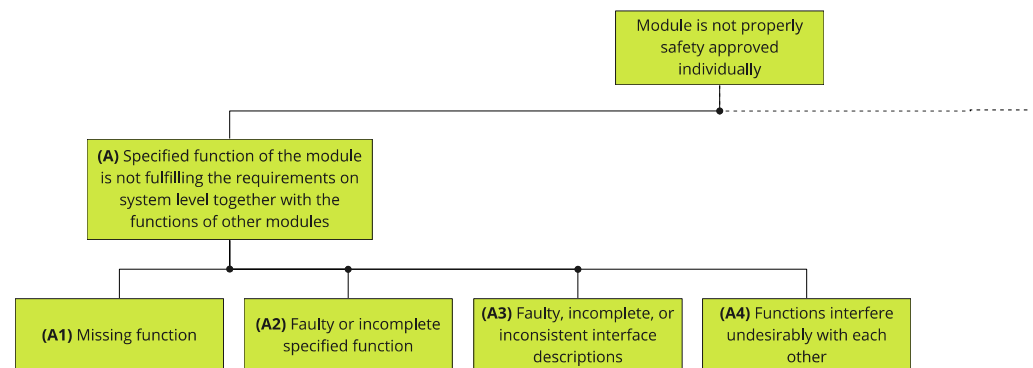 Module is not properly
safety approved
individually
(A) Specified function of the module
is not fulfilling the requirements on
system level together with the
functions of other modules
(A1) Missing function
(A2) Faulty or incomplete
specified function
(A3) Faulty, incomplete, or
inconsistent interface
descriptions
(A4) Functions interfere
undesirably with each
other